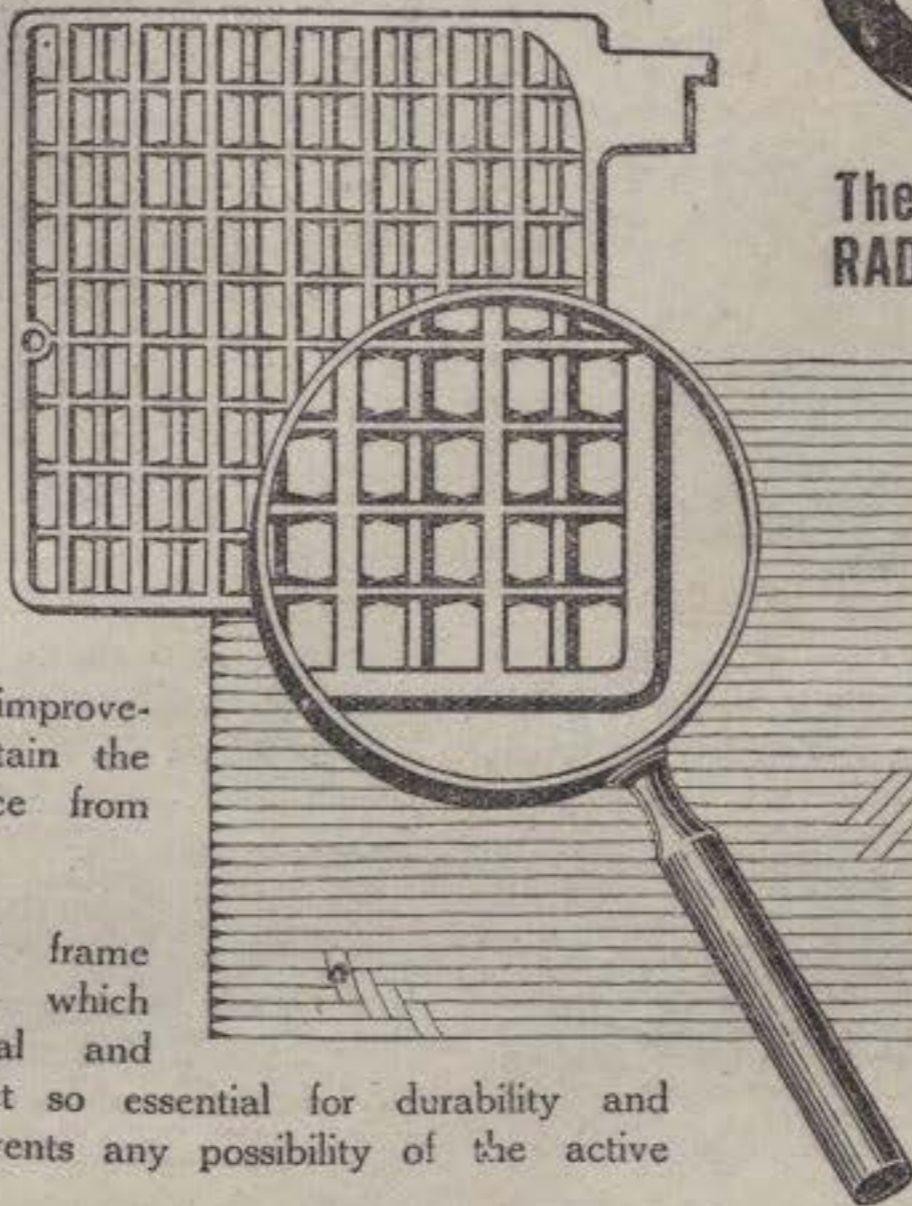 The
RAD
improve-
tain the
ce from
frame
which
al and
t so essential for durability and
ents any possibility of the active